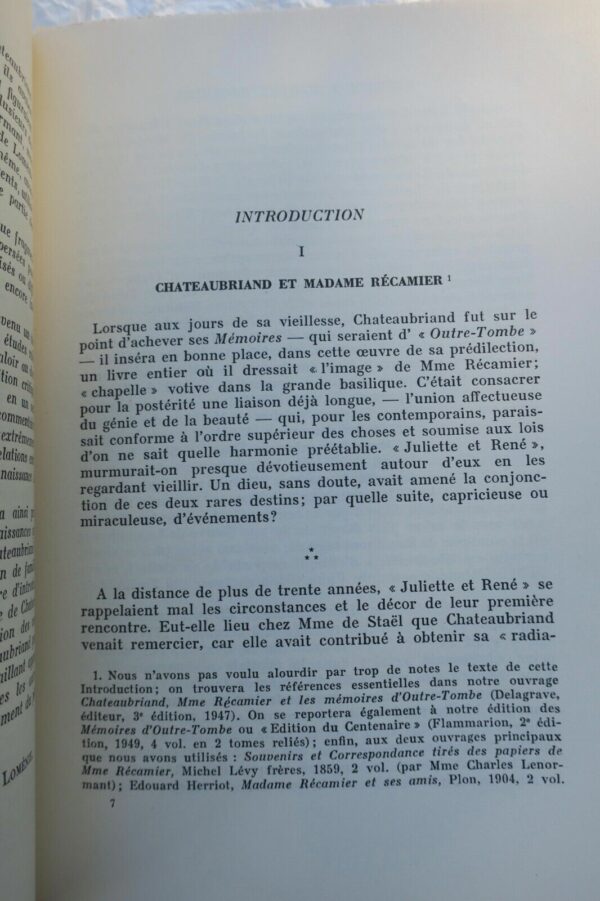 INTRODUCTION
I
CHATEAUBRIAND ET MADAME RÉCAMIER 1
Lorsque aux jours de sa vieillesse, Chateaubriand fut sur le
point d'achever ses Mémoires — qui seraient d' « Outre-Tombe »
— il inséra en bonne place, dans cette œuvre de sa prédilection,
un livre entier où il dressait « l'image » de Mme Récamier;
« chapelle » votive dans la grande basilique. C'était consacrer
pour la postérité une liaison déjà longue, — l'union affectueuse
du génie et de la beauté — qui, pour les contemporains, parais-
sait conforme à l'ordre supérieur des choses et soumise aux lois
d'on ne sait quelle harmonie préétablie. « Juliette et René »,
murmurait-on presque dévotieusement autour d'eux en les
regardant vieillir. Un dieu, sans doute, avait amené la conjonc-
tion de ces deux rares destins; par quelle suite, capricieuse ou
miraculeuse, d'événements?
A la distance de plus de trente années, « Juliette et René » se
rappelaient mal les circonstances et le décor de leur première
rencontre. Eut-elle lieu chez Mme de Staël que Chateaubriand
venait remercier, car elle avait contribué à obtenir sa « radia-
1. Nous n'avons pas voulu alourdir par trop de notes le texte de cette
Introduction; on trouvera les références essentielles dans notre ouvrage
Chateaubriand, Mme Récamier et les mémoires d'Outre-Tombe (Delagrave,
éditeur, 3e édition, 1947). On se reportera également à notre édition des
Mémoires d'Outre-Tombe ou « Edition du Centenaire » (Flammarion, 2e édi-
tion, 1949, 4 vol. en 2 tomes reliés); enfin, aux deux ouvrages principaux
que nous avons utilisés : Souvenirs et Correspondance tirés des papiers de
Mme Récamier, Michel Lévy frères, 1859, 2 vol. (par Mme Charles Lenor-
mant); Edouard Herriot, Madame Récamier et ses amis, Plon, 1904, 2 vol.
7